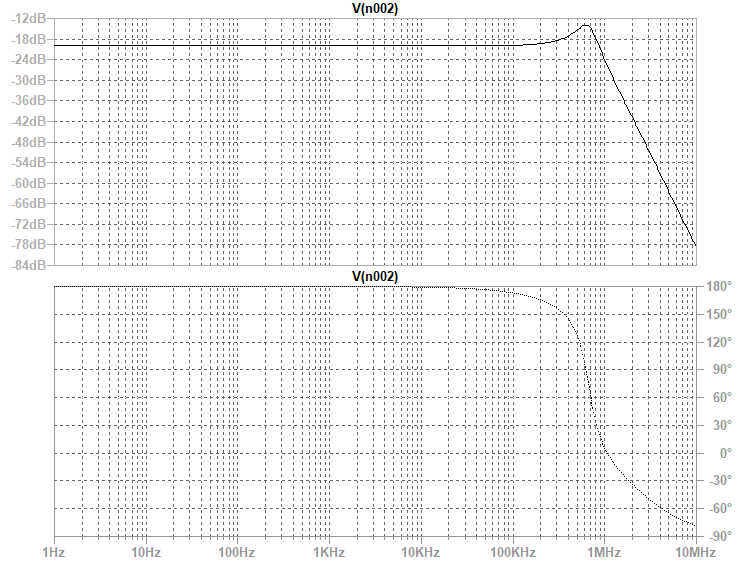 V(n002)
-12dB
-18dB
-24dB
-30dB
-36dB
-42dB
-48dB
-54dB
-60dB
-66dB
-72dB
-78dB
-84dB
V(n002)
180°
150°
120°
90°
60°
30°
0°
-30°
-60°
-90°
1Hz 10Hz 100Hz 1KHz 10KHz 100KHz 1MHz 10MHz